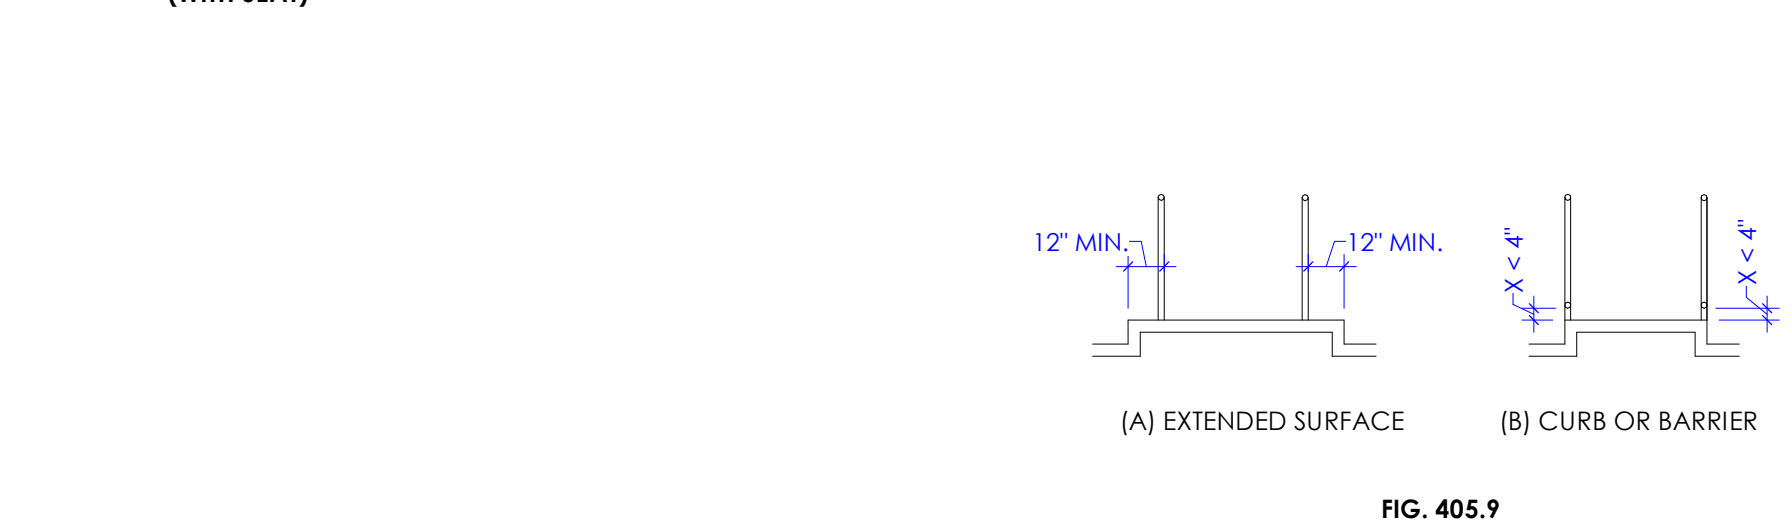 12" MIN.
12" MIN.
X < 4"
X < 4"
(A) EXTENDED SURFACE
(B) CURB OR BARRIER
FIG. 405.9